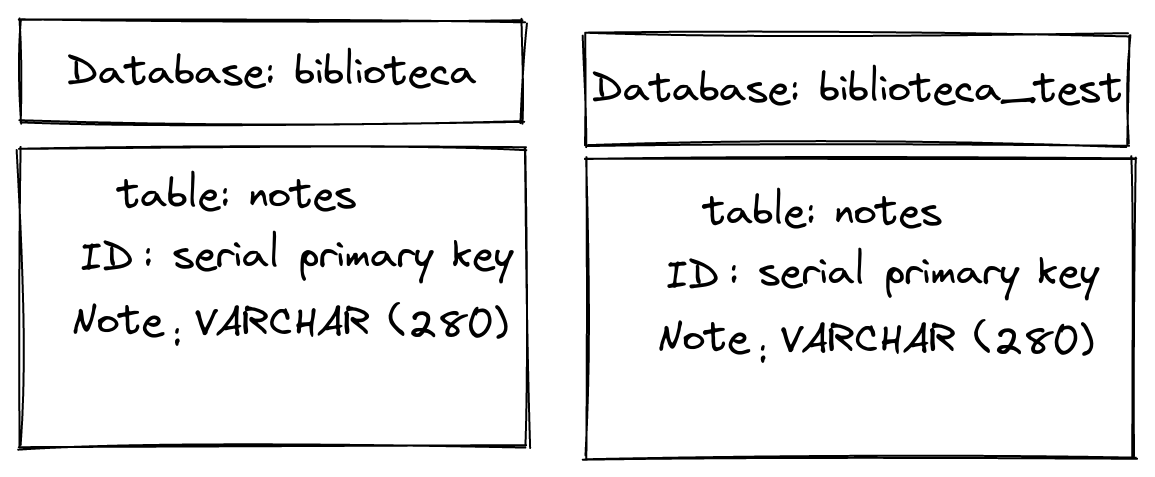 Database: biblioteca
table: notes
ID: serial primary key
Note: VARCHAR (280)
Database: biblioteca_test
table: notes
ID: serial primary key
Note: VARCHAR (280)